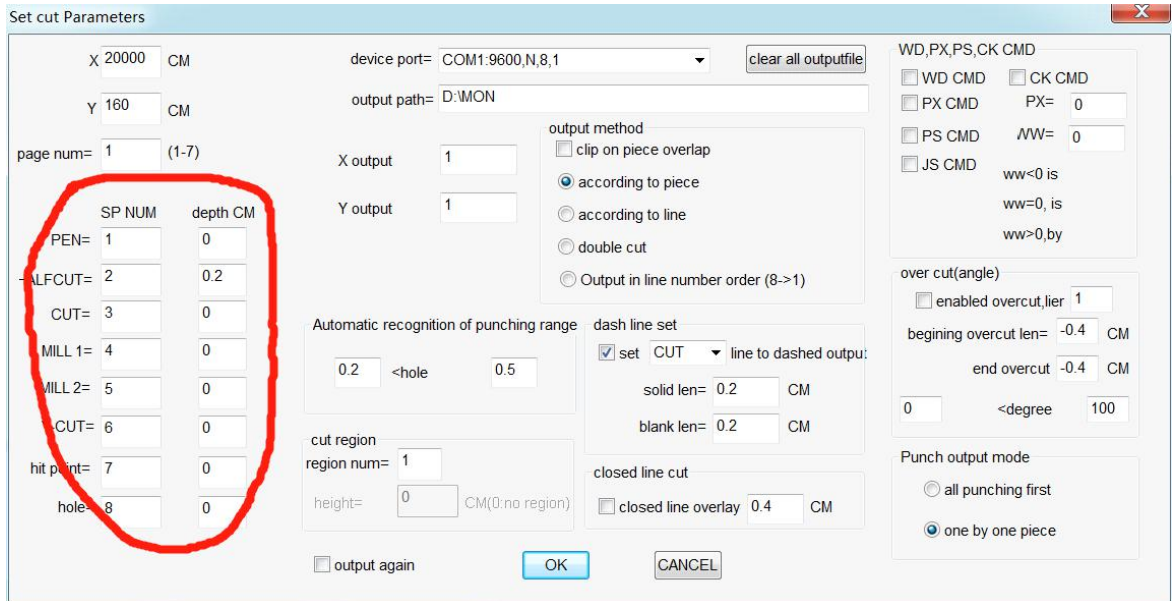 Set cut Parameters
X 20000 CM
Y 160 CM
page num= 1 (1-7)
SP NUM depth CM
PEN= 1 0
ALFCUT= 2 0.2
CUT= 3 0
MILL 1= 4 0
MILL 2= 5 0
CUT= 6 0
hit point= 7 0
hole= 8 0
device port= COM1:9600,N,8,1 clear all outputfile
output path= D:\MON
X output 1
Y output 1
output method
clip on piece overlap
according to piece
according to line
double cut
Output in line number order (8->1)
Automatic recognition of punching range
0.2 <hole 0.5
dash line set
set CUT line to dashed outpu
solid len= 0.2 CM
blank len= 0.2 CM
cut region
region num= 1
height= 0 CM(0:no region)
closed line cut
closed line overlay 0.4 CM
output again OK CANCEL
WD,PX,PS,CK CMD
WD CMD CK CMD
PX CMD PX= 0
PS CMD WW= 0
JS CMD
ww<0 is
ww=0, is
ww>0,by
over cut(angle)
enabled overcut,lier 1
begining overcut len= -0.4 CM
end overcut -0.4 CM
0 <degree 100
Punch output mode
all punching first
one by one piece